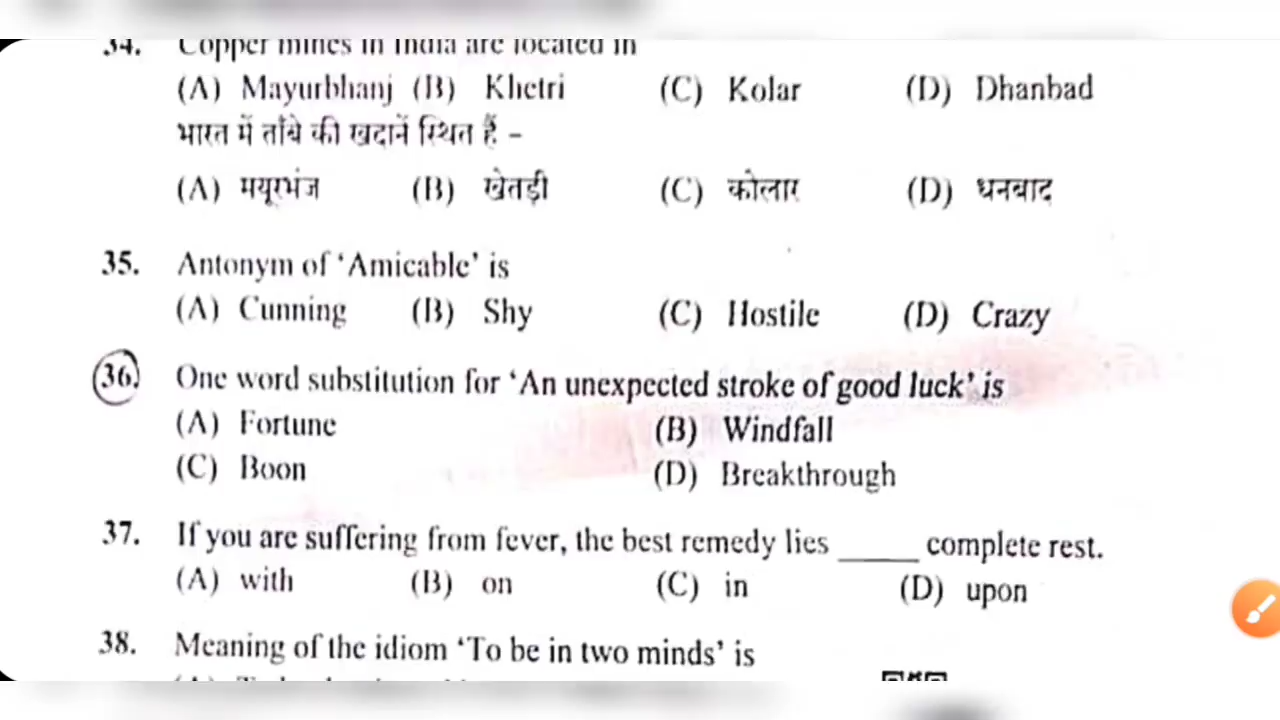 34. Copper mines in India are located in
(A) Mayurbhanj (B) Khetri (C) Kolar (D) Dhanbad
भारत में ताँबे की खदानें स्थित हैं –
(A) मयूरभंज (B) खेतड़ी (C) कोलार (D) धनबाद
35. Antonym of ‘Amicable’ is
(A) Cunning (B) Shy (C) Hostile (D) Crazy
36. One word substitution for ‘An unexpected stroke of good luck’ is
(A) Fortune (B) Windfall
(C) Boon (D) Breakthrough
37. If you are suffering from fever, the best remedy lies _____ complete rest.
(A) with (B) on (C) in (D) upon
38. Meaning of the idiom ‘To be in two minds’ is